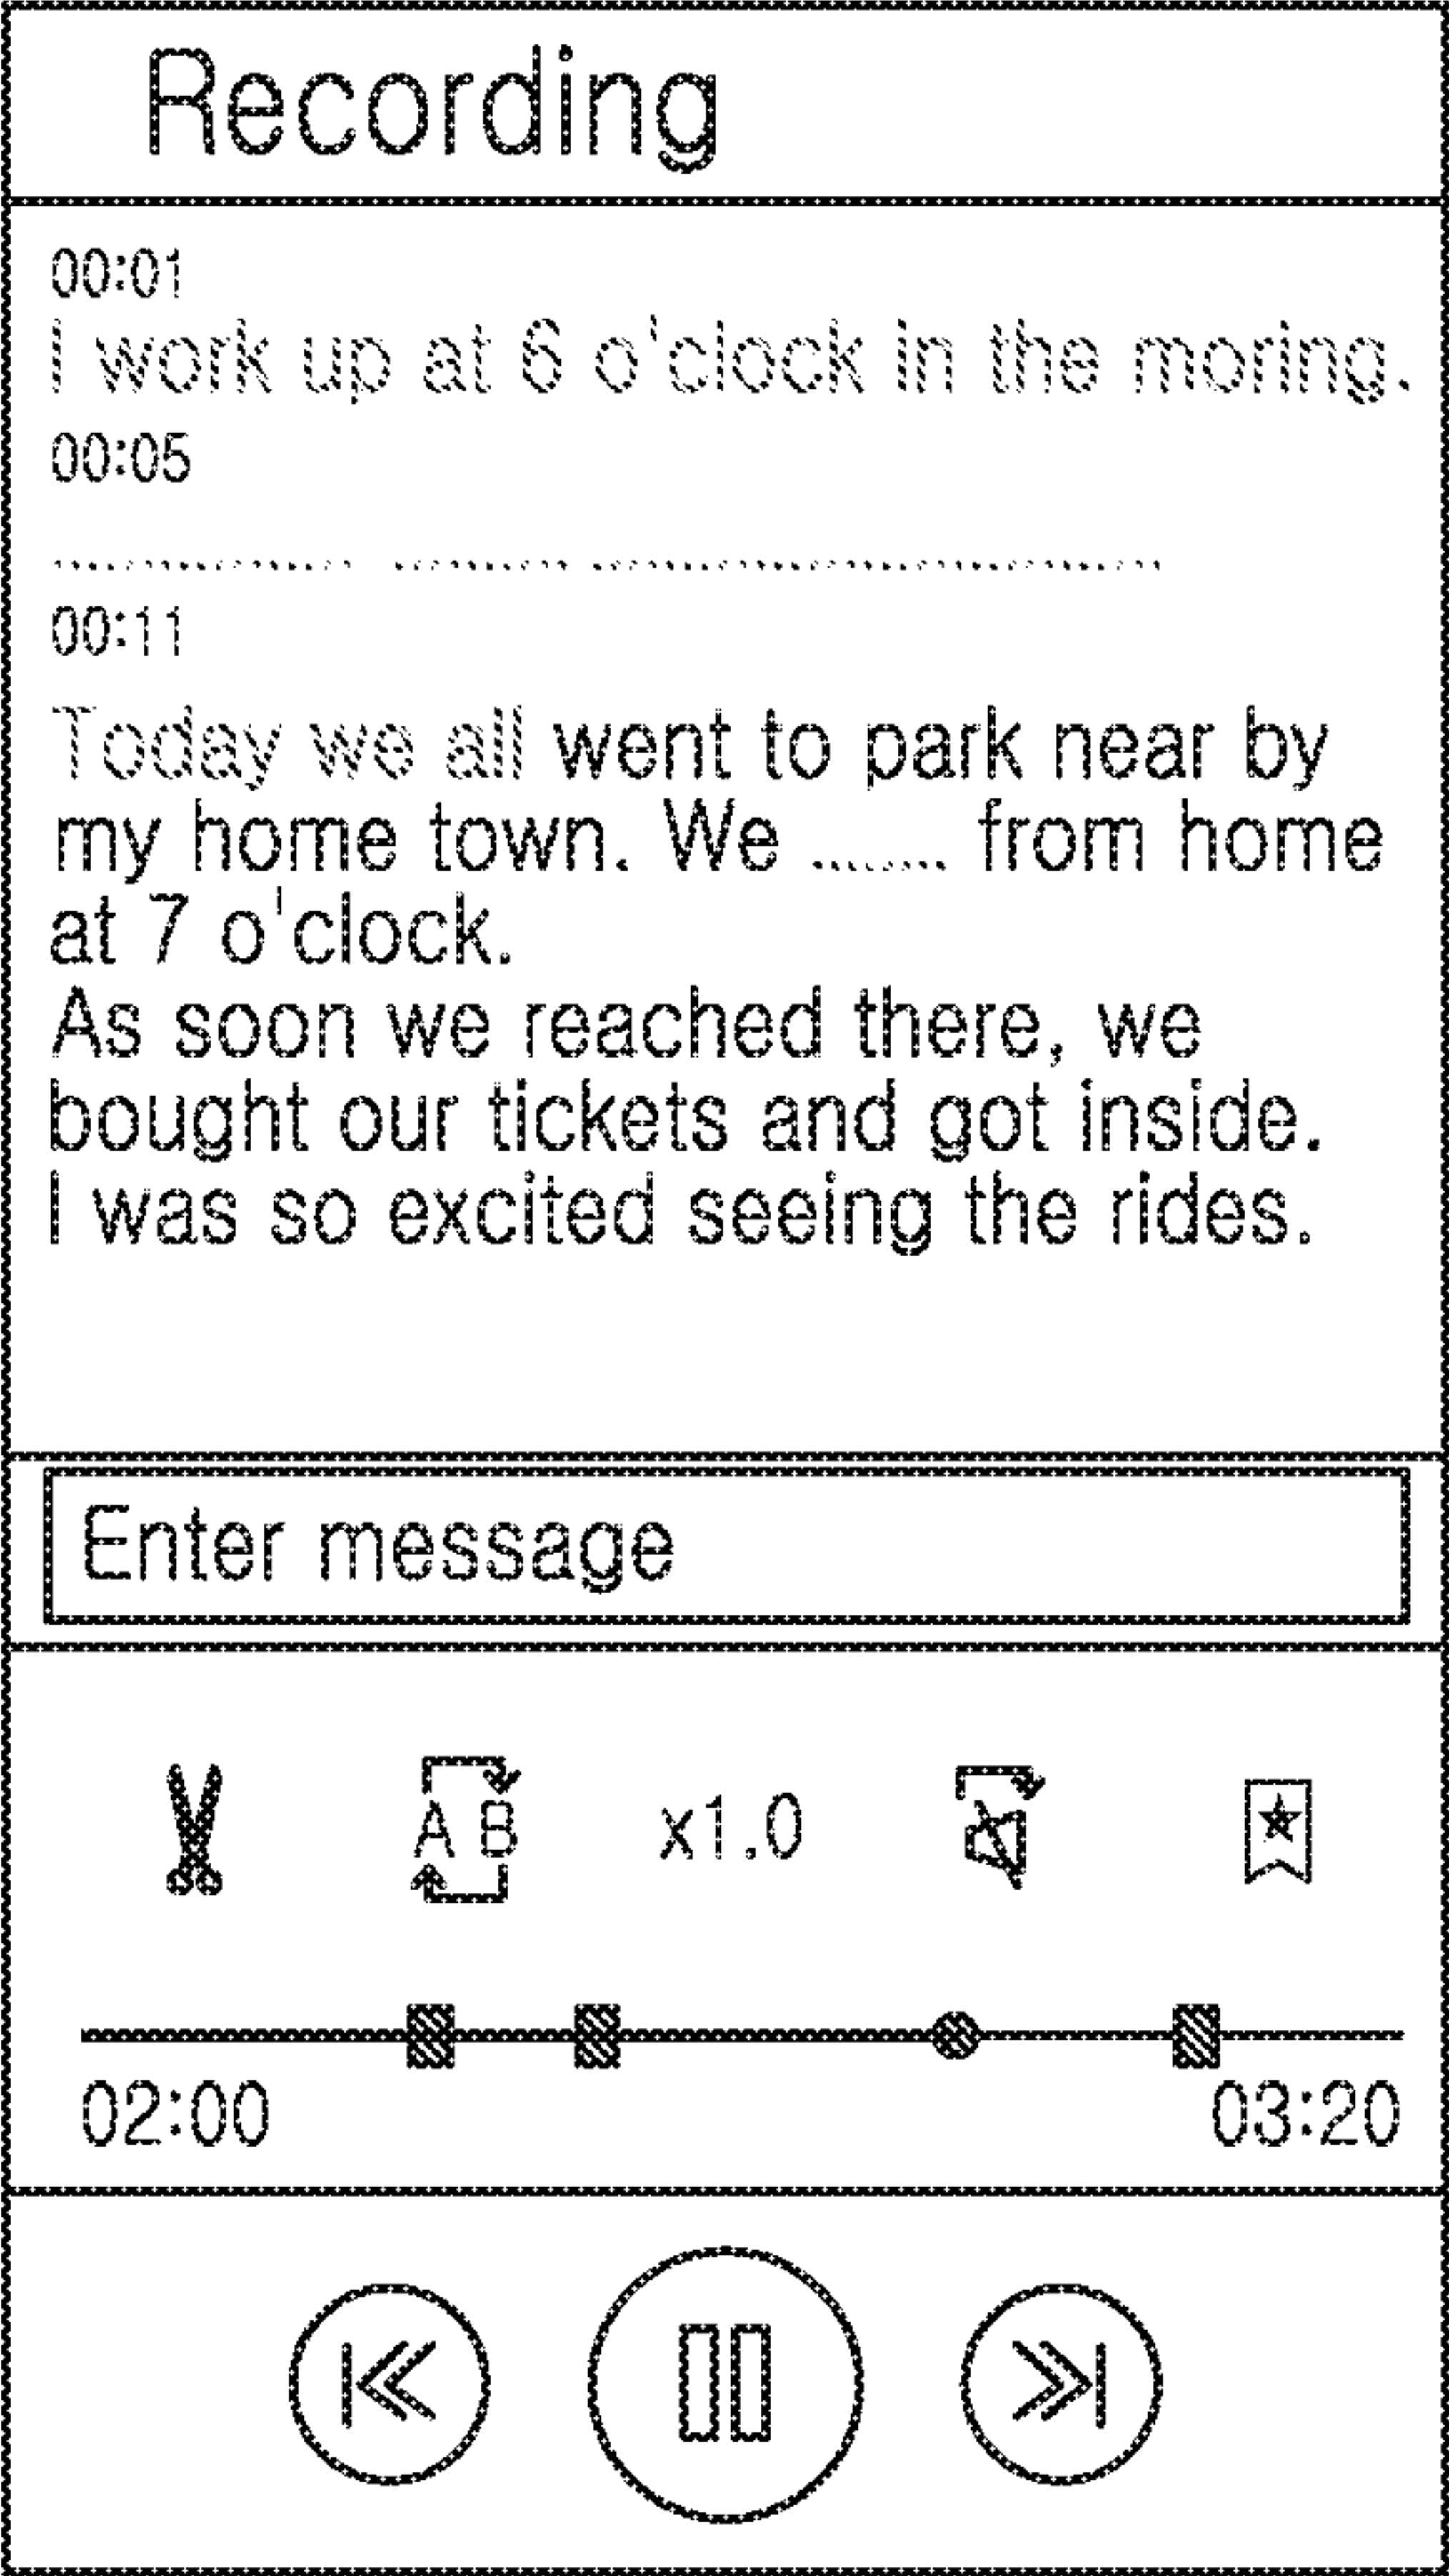 Recording
00:01
I work up at 6 o'clock in the moring.
00:05
................ ......... ..............................
00:11
Today we all went to park near by
my home town. We ........ from home
at 7 o'clock.
As soon we reached there, we
bought our tickets and got inside.
I was so excited seeing the rides.
Enter message
A B x1.0
02:00 03:20